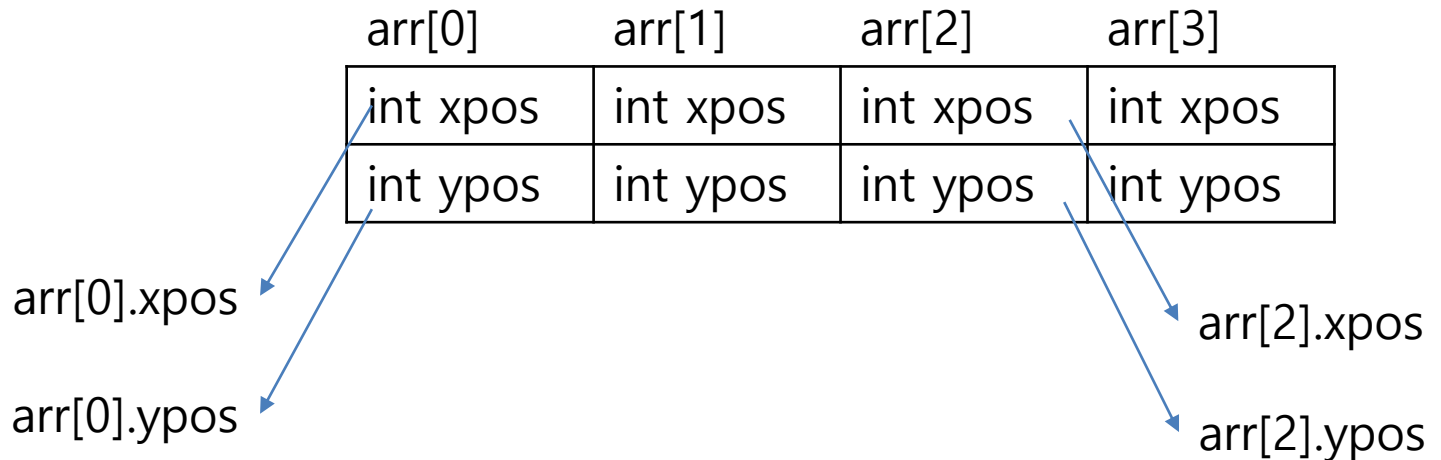 arr[0] arr[1] arr[2] arr[3]
int xpos int xpos int xpos int xpos
int ypos int ypos int ypos int ypos
arr[0].xpos
arr[2].xpos
arr[0].ypos
arr[2].ypos